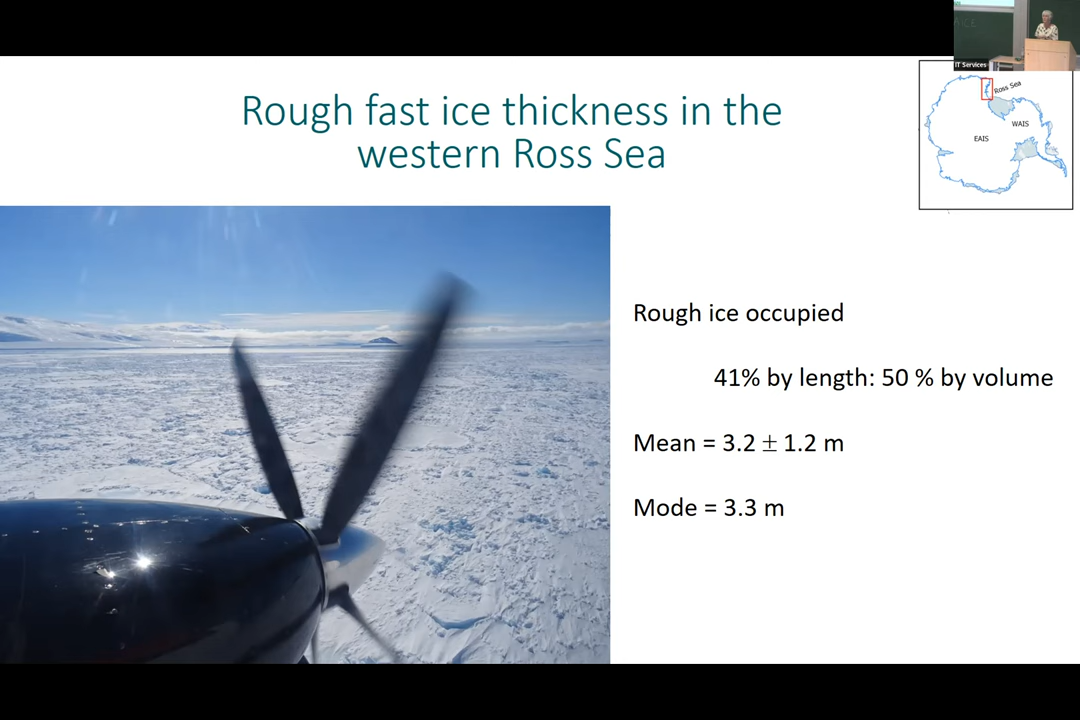 IT Services
Rough fast ice thickness in the
western Ross Sea
Ross Sea
WAIS
EAIS
Rough ice occupied
41% by length: 50 % by volume
Mean = 3.2 ± 1.2 m
Mode = 3.3 m